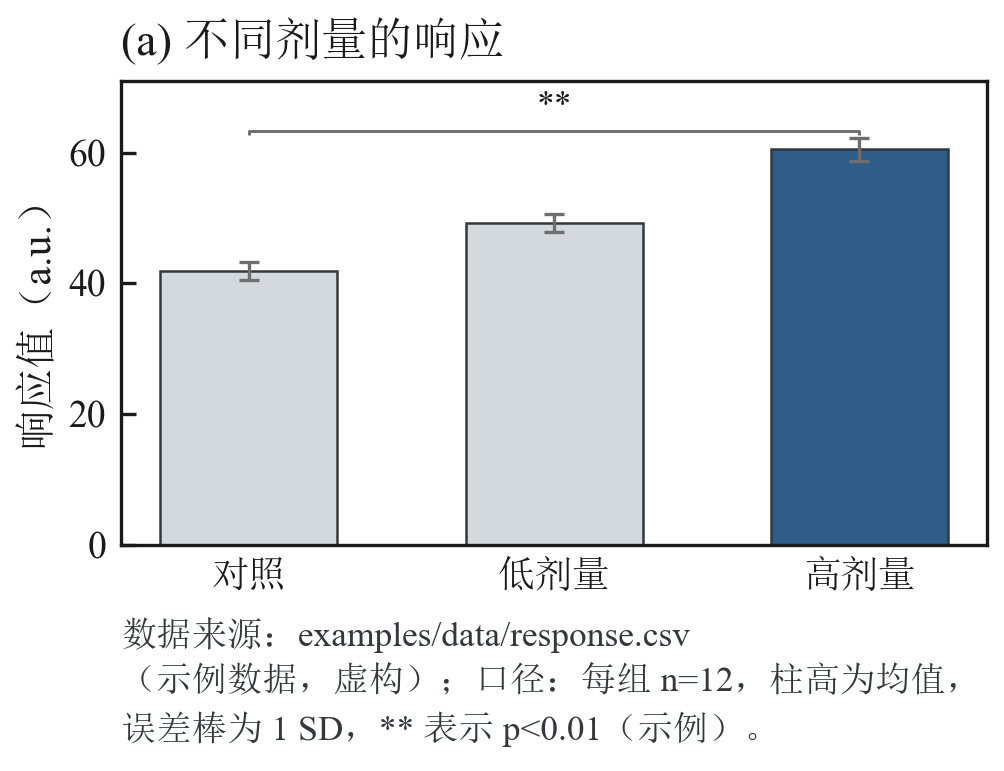 (a) 不同剂量的响应
**
响应值（a.u.）
60
40
20
0
对照 低剂量 高剂量
数据来源：examples/data/response.csv
（示例数据，虚构）；口径：每组 n=12，柱高为均值，
误差棒为 1 SD，** 表示 p<0.01（示例）。